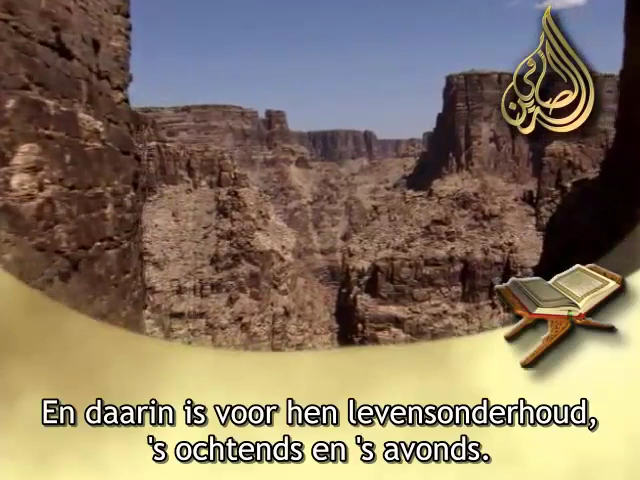 En daarin is voor hen levensonderhoud,
's ochtends en 's avonds.